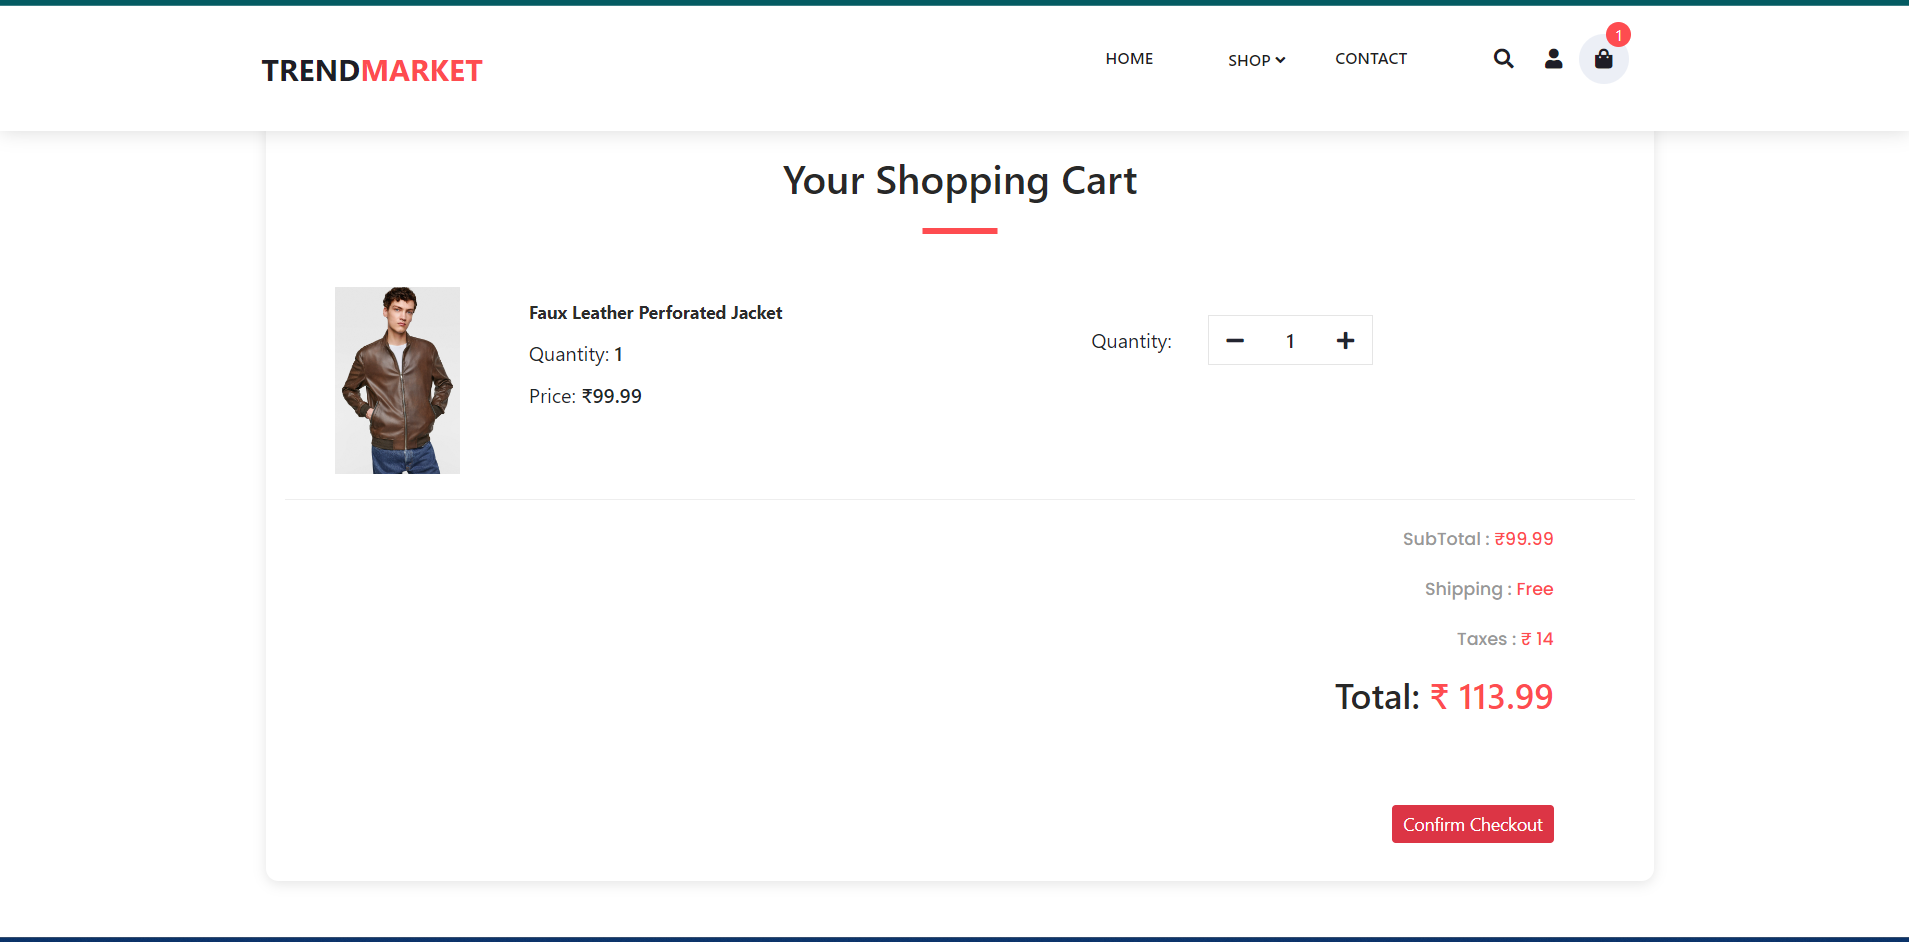 TRENDMARKET
HOME
SHOP
CONTACT
1
Your Shopping Cart
Faux Leather Perforated Jacket
Quantity: 1
Price: ₹99.99
Quantity:
1
SubTotal : ₹99.99
Shipping : Free
Taxes : ₹ 14
Total: ₹ 113.99
Confirm Checkout